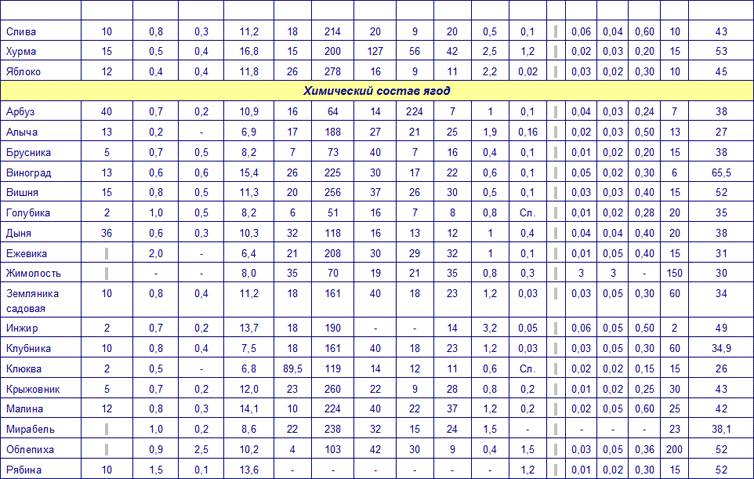 Слива 10 0,8 0,3 11,2 18 214 20 9 20 0,5 0,1 0,06 0,04 0,60 10 43
Хурма 15 0,5 0,4 16,8 15 200 127 56 42 2,5 1,2 0,02 0,03 0,20 15 53
Яблоко 12 0,4 0,4 11,8 26 278 16 9 11 2,2 0,02 0,03 0,02 0,30 10 45
Химический состав ягод
Арбуз 40 0,7 0,2 10,9 16 64 14 224 7 1 0,1 0,04 0,03 0,24 7 38
Алыча 13 0,2 - 6,9 17 188 27 21 25 1,9 0,16 0,02 0,03 0,50 13 27
Брусника 5 0,7 0,5 8,2 7 73 40 7 16 0,4 0,1 0,01 0,02 0,20 15 38
Виноград 13 0,6 0,6 15,4 26 225 30 17 22 0,6 0,1 0,05 0,02 0,30 6 65,5
Вишня 15 0,8 0,5 11,3 20 256 37 26 30 0,5 0,1 0,03 0,03 0,40 15 52
Голубика 2 1,0 0,5 8,2 6 51 16 7 8 0,8 Сл. 0,01 0,02 0,28 20 35
Дыня 36 0,6 0,3 10,3 32 118 16 13 12 1 0,4 0,04 0,04 0,40 20 38
Ежевика 2,0 - 6,4 21 208 30 29 32 1 0,1 0,01 0,05 0,40 15 31
Жимолость - - 8,0 35 70 19 21 35 0,8 0,3 3 3 - 150 30
Земляника 10 0,8 0,4 11,2 18 161 40 18 23 1,2 0,03 0,03 0,05 0,30 60 34
садовая
Инжир 2 0,7 0,2 13,7 18 190 - - 14 3,2 0,05 0,06 0,05 0,50 2 49
Клубника 10 0,8 0,4 7,5 18 161 40 18 23 1,2 0,03 0,03 0,05 0,30 60 34,9
Клюква 2 0,5 - 6,8 89,5 119 14 12 11 0,6 Сл. 0,02 0,02 0,15 15 26
Крыжовник 5 0,7 0,2 12,0 23 260 22 9 28 0,8 0,2 0,01 0,02 0,25 30 43
Малина 12 0,8 0,3 14,1 10 224 40 22 37 1,2 0,2 0,02 0,05 0,60 25 42
Мирабель 1,0 0,2 8,6 22 238 32 15 24 1,5 - - - - 23 38,1
Облепиха 0,9 2,5 10,2 4 103 42 30 9 0,4 1,5 0,03 0,05 0,36 200 52
Рябина 10 1,5 0,1 13,6 - - - - - - 1,2 0,01 0,02 0,30 15 52